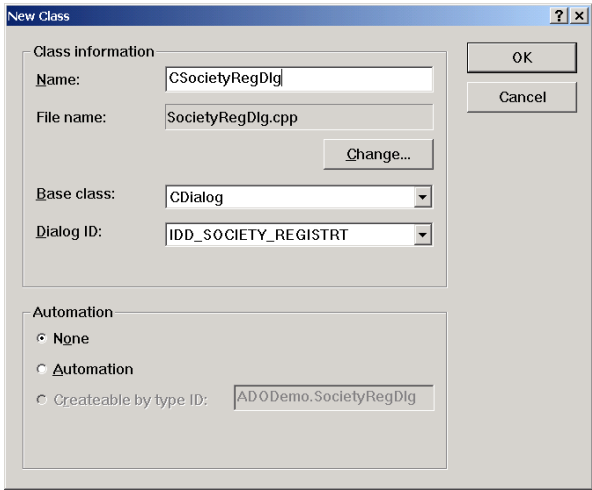 New Class
Class information
Name:
CSocietyRegDlg
File name:
SocietyRegDlg.cpp
Change...
Base class:
CDialog
Dialog ID:
IDD_SOCIETY_REGISTRT
OK
Cancel
Automation
None
Automation
Createable by type ID:
ADODemo.SocietyRegDlg